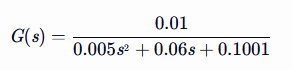 G(s) = 0.01 / (0.005s² + 0.06s + 0.1001)